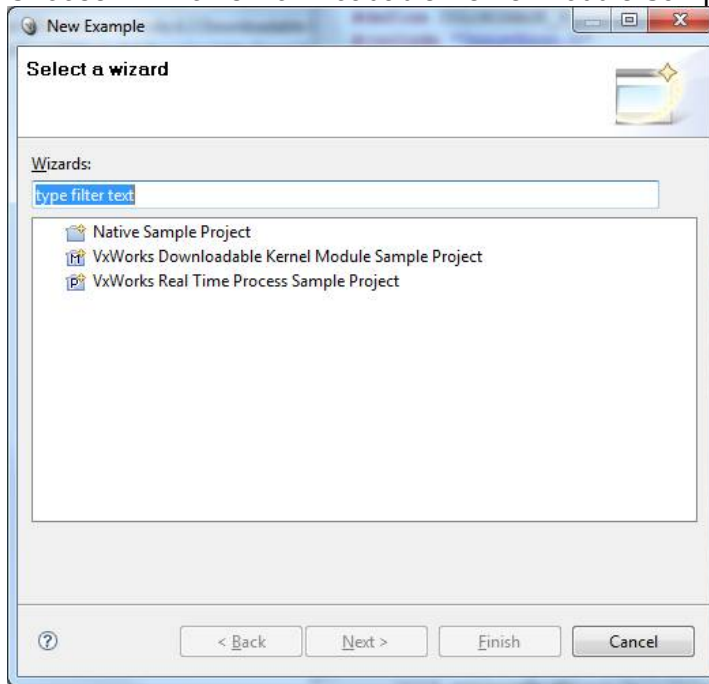 New Example
Select a wizard
Wizards:
type filter text
Native Sample Project
VxWorks Downloadable Kernel Module Sample Project
VxWorks Real Time Process Sample Project
< Back Next > Finish Cancel